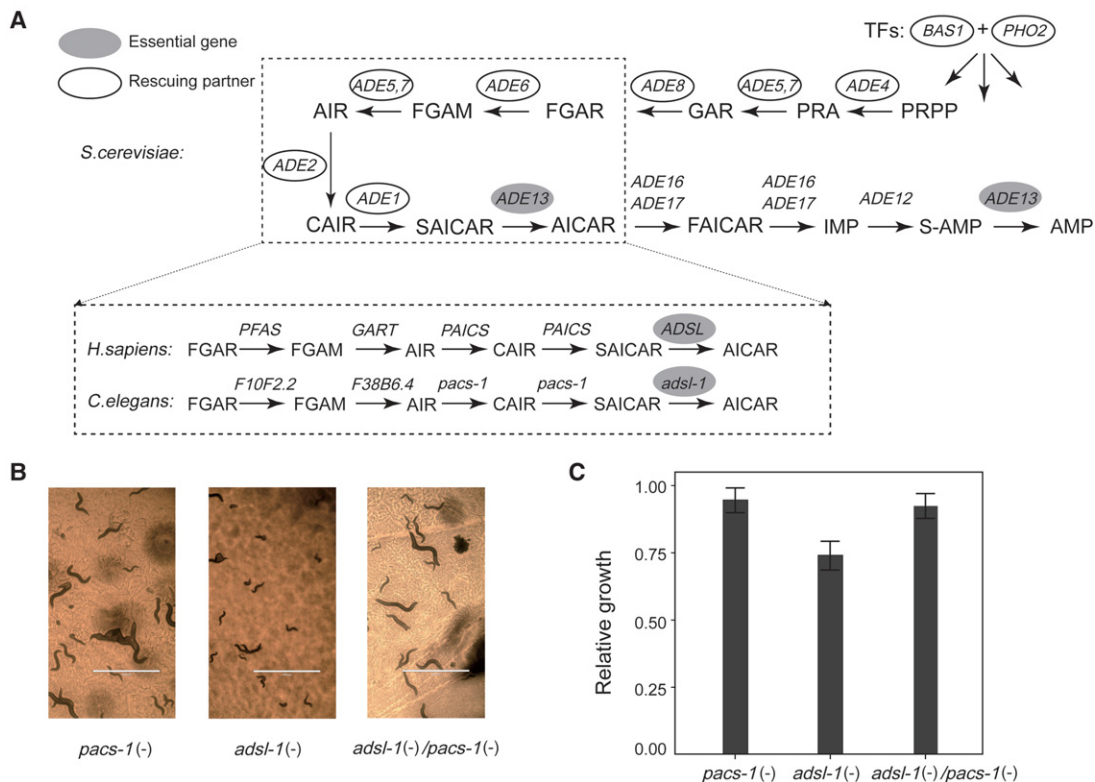 A
Essential gene
Rescuing partner
TFs: BAS1 + PHO2
ADE5,7 ADE6 ADE8 ADE5,7 ADE4
AIR FGAM FGAR GAR PRA PRPP
S.cerevisiae:
ADE2
ADE1 ADE13 ADE16 ADE16 ADE12 ADE13
ADE17 ADE17
CAIR SAICAR AICAR FAICAR IMP S-AMP AMP
PFAS GART PAICS PAICS ADSL
H.sapiens: FGAR FGAM AIR CAIR SAICAR AICAR
F10F2.2 F38B6.4 pacs-1 pacs-1 adsl-1
C.elegans: FGAR FGAM AIR CAIR SAICAR AICAR
B
pacs-1(-) adsl-1(-) adsl-1(-)/pacs-1(-)
C
Relative growth
1.00
0.75
0.50
0.25
0.00
pacs-1(-) adsl-1(-) adsl-1(-)/pacs-1(-)